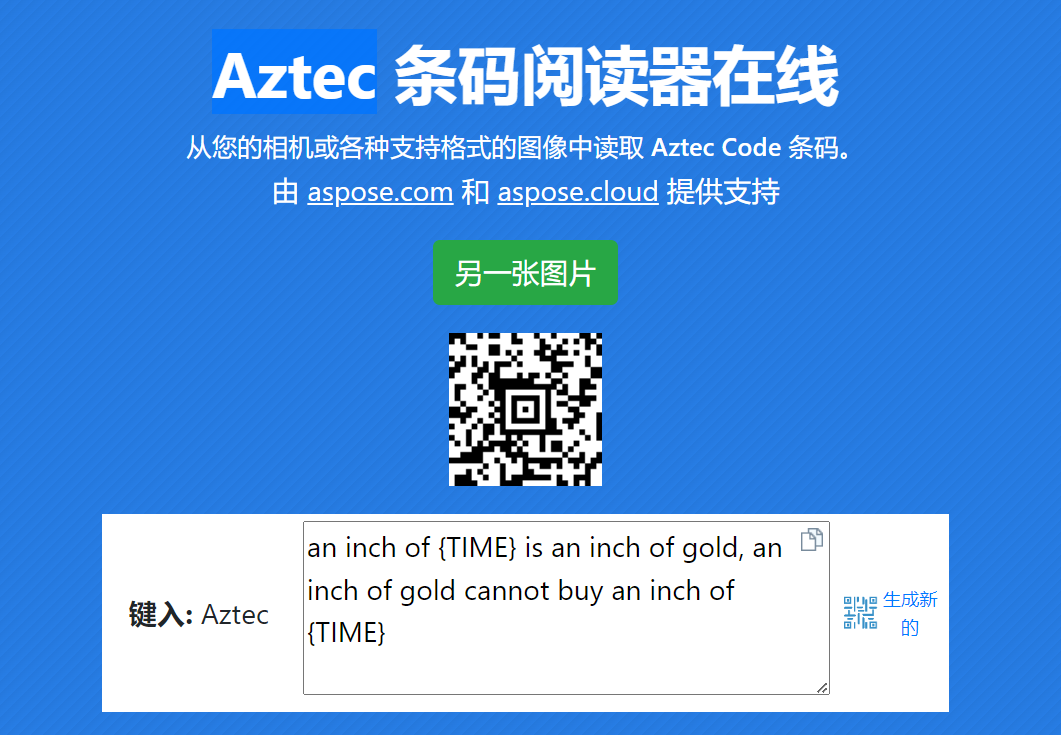 Aztec 条码阅读器在线
从您的相机或各种支持格式的图像中读取 Aztec Code 条码。
由 aspose.com 和 aspose.cloud 提供支持
另一张图片
键入: Aztec
an inch of {TIME} is an inch of gold, an
inch of gold cannot buy an inch of
{TIME}
生成新
的